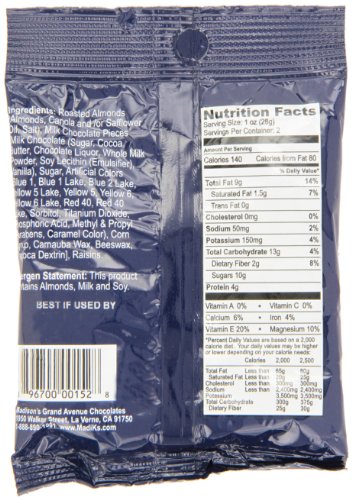 Ingredients: Roasted Almonds
Almonds, Canola and for Safflower
Oil, Salt), Milk Chocolate Pieces
Milk Chocolate (Sugar, Cocoa
Butter, Chocolate Liquor, Whole Milk
Powder, Soy Lecithin (Emulsifier)
Vanilla), Sugar, Artificial Colors
Blue 1, Blue 1 Lake, Blue 2 Lake,
Yellow 5 Lake, Yellow 5, Yellow 6,
Yellow 6 Lake, Red 40, Red 40
Lake, Sorbitol, Titanium Dioxide,
Phosphoric Acid, Methyl & Propyl
Parabens, Caramel Color), Corn
Carnauba Wax, Beeswax,
Dextrin], Raisins.
Allergen Statement: This product
contains Almonds, Milk and Soy.
BEST IF USED BY
96700 00152 8
Madison's Grand Avenue Chocolates
Walker Street, La Verne, CA 91750
www.MadiKs.com
Nutrition Facts
Serving Size: 1 oz (28g)
Servings Per Container: 2
Calories 140 Calories from Fat 80
% Daily Value*
Total Fat 9g 14%
Saturated Fat 1.5g 7%
Trans Fat 0g
Cholesterol 0mg 0%
Sodium 50mg 2%
Potassium 150mg 4%
Total Carbohydrate 13g 4%
Dietary Fiber 2g 8%
Sugars 10g
Protein 4g
Vitamin A 0% • Vitamin C 0%
Calcium 6% • Iron 4%
Vitamin E 20% • Magnesium 10%
*Percent Daily Values are based on a 2,000
calorie diet. Your daily values may be higher
or lower depending on your calorie needs:
Calories 2,000 2,500
Total Fat Less than 65g 80g
Saturated Fat Less than 20g 25g
Cholesterol Less than 300mg 300mg
Sodium Less than 2,400mg 2,400mg
Potassium 3,500mg 3,500mg
Total Carbohydrate 300g 375g
Dietary Fiber 25g 30g